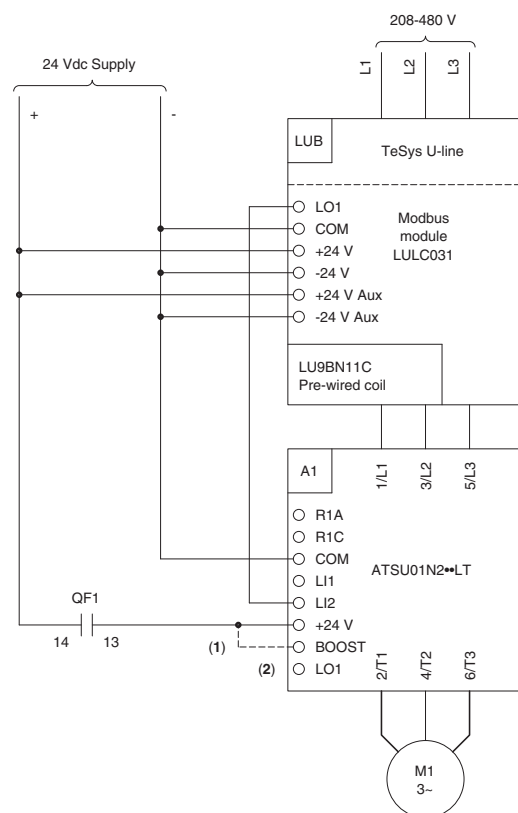 208-480 V
L1
L2
L3
24 Vdc Supply
+
-
LUB
TeSys U-line
LO1
COM
+24 V
-24 V
+24 V Aux
-24 V Aux
Modbus
module
LULC031
LU9BN11C
Pre-wired coil
A1
1/L1
3/L2
5/L3
R1A
R1C
COM
LI1
LI2
+24 V
BOOST
LO1
ATSU01N2••LT
QF1
14
13
(1)
(2)
2/T1
4/T2
6/T3
M1
3~